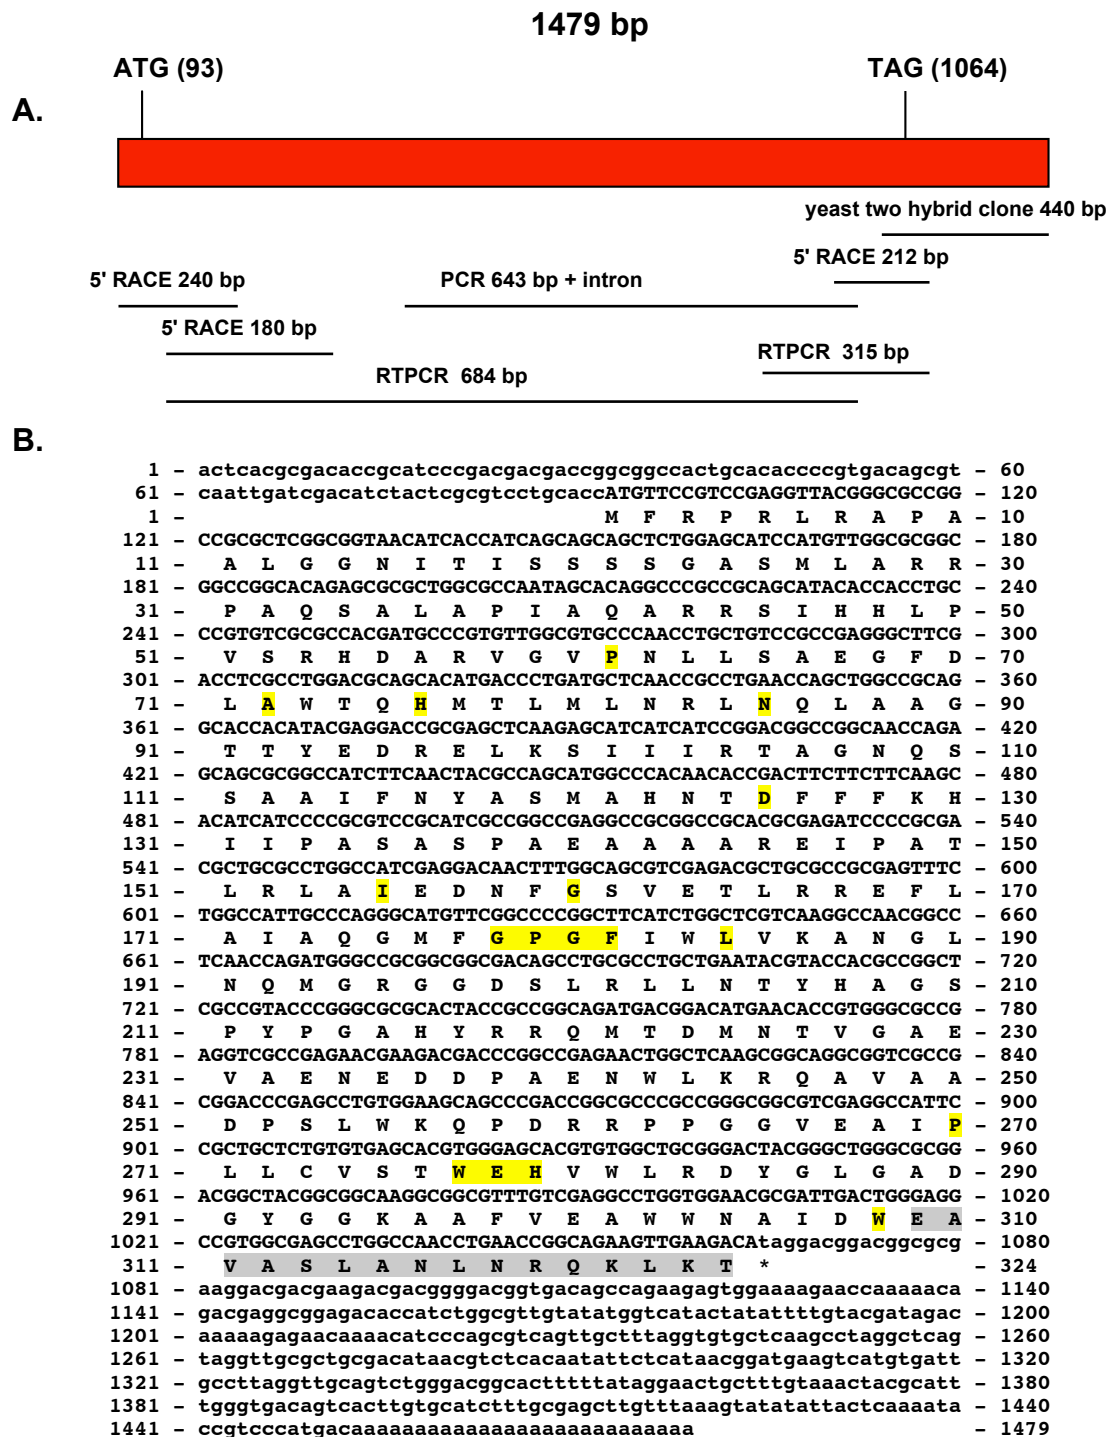 1479 bp
ATG (93)
TAG (1064)
A.
yeast two hybrid clone 440 bp
5' RACE 212 bp
5' RACE 240 bp
PCR 643 bp + intron
5' RACE 180 bp
RTPCR 315 bp
RTPCR 684 bp
B.
1 - actcacgcgacaccgcatcccgacgacgaccggcggccactgcacaccccgtgacagcgt - 60
61 - caattgatcgacatctactcgcgtcctgcaccATGTTCCGTCCGAGGTTACGGGCGCCGG - 120
1 - M F R P R L R A P A - 10
121 - CCGCGCTCGGCGGTAACATCACCATCAGCAGCAGCTCTGGAGCATCCATGTTGGCGCGGC - 180
11 - A L G G N I T I S S S S G A S M L A R R - 30
181 - GGCCGGCACAGAGCGCGCTGGCGCCAATAGCACAGGCCCGCCGCAGCATACACCACCTGC - 240
31 - P A Q S A L A P I A Q A R R S I H H L P - 50
241 - CCGTGTCGCGCCACGATGCCCGTGTTGGCGTGCCCAACCTGCTGTCCGCCGAGGGCTTCG - 300
51 - V S R H D A R V G V P N L L S A E G F D - 70
301 - ACCTCGCCTGGACGCAGCACATGACCCTGATGCTCAACCGCCTGAACCAGCTGGCCGCAG - 360
71 - L A W T Q H M T L M L N R L N Q L A A G - 90
361 - GCACCACATACGAGGACCGCGAGCTCAAGAGCATCATCATCCGGACGGCCGGCAACCAGA - 420
91 - T T Y E D R E L K S I I I R T A G N Q S - 110
421 - GCAGCGCGGCCATCTTCAACTACGCCAGCATGGCCCACAACACCGACTTCTTCTTCAAGC - 480
111 - S A A I F N Y A S M A H N T D F F F K H - 130
481 - ACATCATCCCCGCGTCCGCATCGCCGGCCGAGGCCGCGGCCGCACGCGAGATCCCCGCGA - 540
131 - I I P A S A S P A E A A A A R E I P A T - 150
541 - CGCTGCGCCTGGCCATCGAGGACAACTTTGGCAGCGTCGAGACGCTGCGCCGCGAGTTTC - 600
151 - L R L A I E D N F G S V E T L R R E F L - 170
601 - TGGCCATTGCCCAGGGCATGTTCGGCCCCGGCTTCATCTGGCTCGTCAAGGCCAACGGCC - 660
171 - A I A Q G M F G P G F I W L V K A N G L - 190
661 - TCAACCAGATGGGCCGCGGCGGCGACAGCCTGCGCCTGCTGAATACGTACCACGCCGGCT - 720
191 - N Q M G R G G D S L R L L N T Y H A G S - 210
721 - CGCCGTACCCGGGCGCGCACTACCGCCGGCAGATGACGGACATGAACACCGTGGGCGCCG - 780
211 - P Y P G A H Y R R Q M T D M N T V G A E - 230
781 - AGGTCGCCGAGAACGAAGACGACCCGGCCGAGAACTGGCTCAAGCGGCAGGCGGTCGCCG - 840
231 - V A E N E D D P A E N W L K R Q A V A A - 250
841 - CGGACCCGAGCCTGTGGAAGCAGCCCGACCGGCGCCCGCCGGGCGGCGTCGAGGCCATTC - 900
251 - D P S L W K Q P D R R P P G G V E A I P - 270
901 - CGCTGCTCTGTGTGAGCACGTGGGAGCACGTGTGGCTGCGGGACTACGGGCTGGGCGCGG - 960
271 - L L C V S T W E H V W L R D Y G L G A D - 290
961 - ACGGCTACGGCGGCAAGGCGGCGTTTGTCGAGGCCTGGTGGAACGCGATTGACTGGGAGG - 1020
291 - G Y G G K A A F V E A W W N A I D W E A - 310
1021 - CCGTGGCGAGCCTGGCCAACCTGAACCGGCAGAAGTTGAAGACATaggacggacggcgcg - 1080
311 - V A S L A N L N R Q K L K T * - 324
1081 - aaggacgacgaagacgacggggacggtgacagccagaagagtggaaaagaaccaaaaaca - 1140
1141 - gacgaggcggagacaccatctggcgttgtatatggtcatactatattttgtacgatagac - 1200
1201 - aaaaagagaacaaaacatcccagcgtcagttgctttaggtgtgctcaagcctaggctcag - 1260
1261 - taggttgcgctgcgacataacgtctcacaatattctcataacggatgaagtcatgtgatt - 1320
1321 - gccttaggttgcagtctgggacggcactttttataggaactgctttgtaaactacgcatt - 1380
1381 - tgggtgacagtcacttgtgcatctttgcgagcttgtttaaagtatatattactcaaaata - 1440
1441 - ccgtcccatgacaaaaaaaaaaaaaaaaaaaaaaaaaaa - 1479